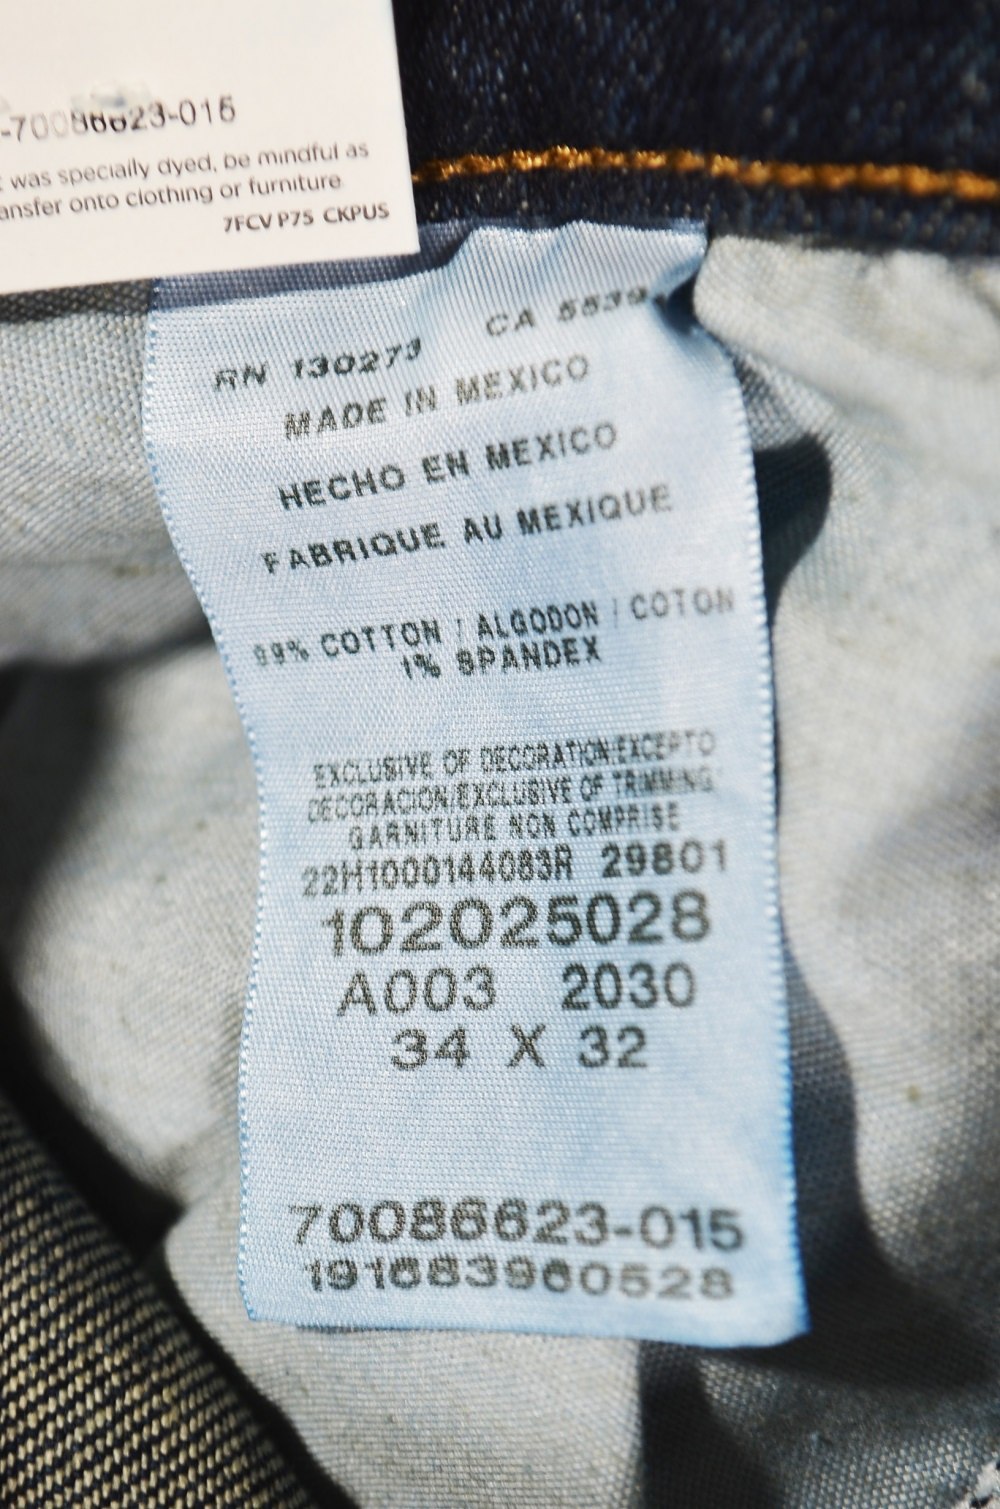 -70086623-015
was specially dyed, be mindful as
onto clothing or furniture
7FCV P75 CKPUS
RN 130273 CA
MADE IN MEXICO
HECHO EN MEXICO
FABRIQUE AU MEXIQUE
99% COTTON / ALGODON / COTON
1% SPANDEX
EXCLUSIVE OF DECORATION/EXCEPTO
DECORACION/EXCLUSIVE OF TRIMMING/
GARNITURE NON COMPRISE
22H1000144083R 29801
102025028
A003 2030
34 X 32
70086623-015
191683960528